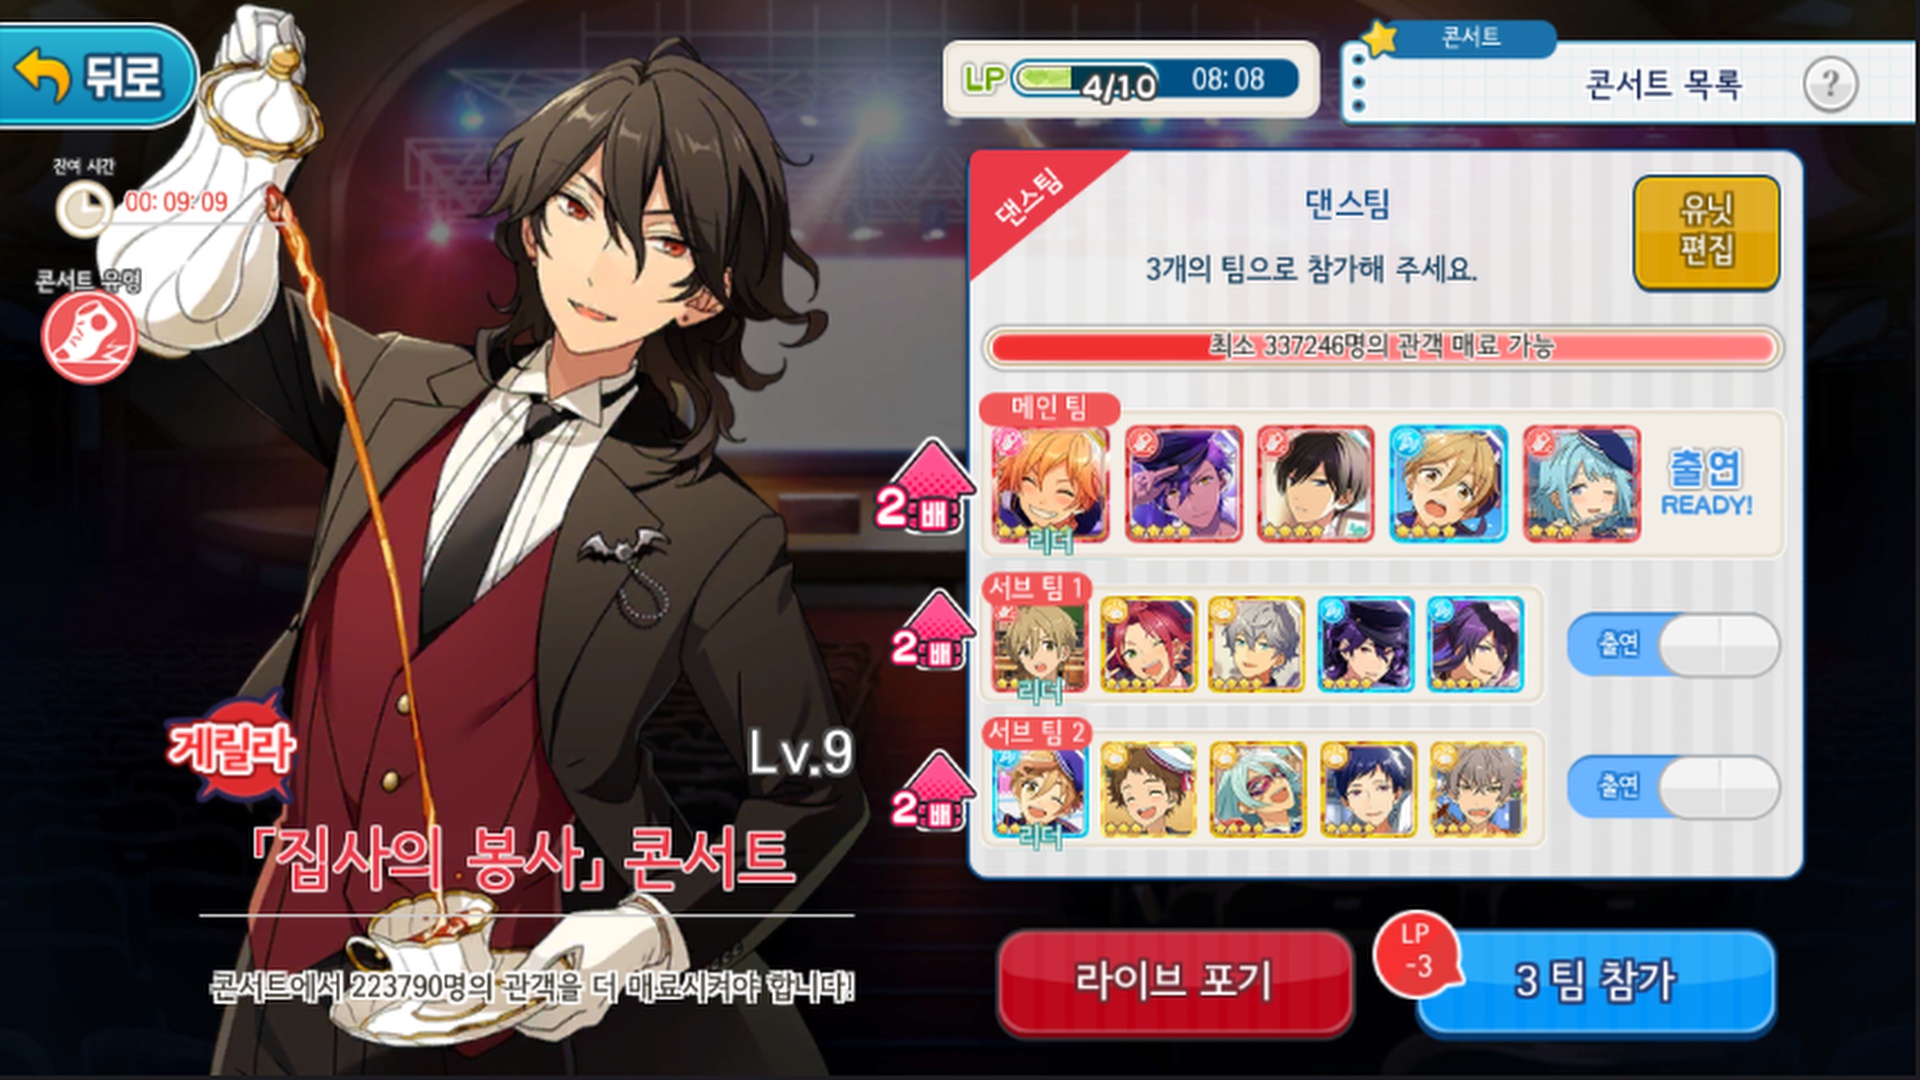 뒤로
LP 4/10 08:08
콘서트
콘서트 목록
?
잔여 시간
00:09:09
콘서트 유형
댄스팀
댄스팀
3개의 팀으로 참가해 주세요.
유닛
편집
최소 337246명의 관객 매료 가능
메인 팀
2배
리더
출연
READY!
서브 팀 1
2배
리더
출연
서브 팀 2
2배
리더
출연
게릴라
Lv.9
「집사의 봉사」 콘서트
콘서트에서 223790명의 관객을 더 매료시켜야 합니다!
라이브 포기
LP
-3
3 팀 참가